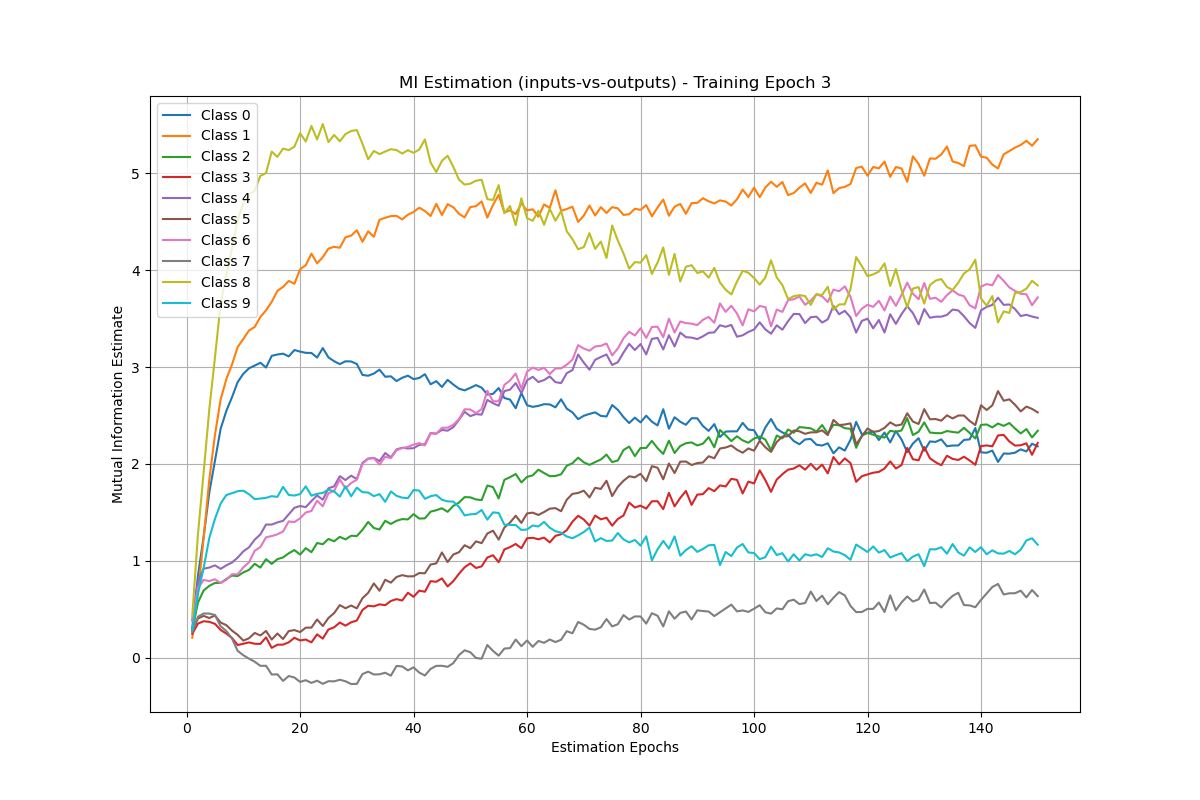 MI Estimation (inputs-vs-outputs) - Training Epoch 3
Class 0
Class 1
Class 2
Class 3
Class 4
Class 5
Class 6
Class 7
Class 8
Class 9
Mutual Information Estimate
5
4
3
2
1
0
0 20 40 60 80 100 120 140
Estimation Epochs